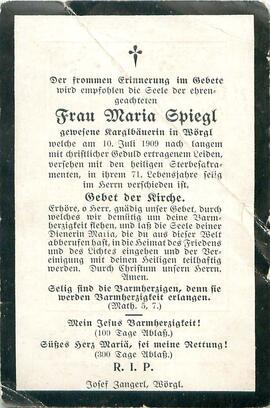 Der frommen Erinnerung im Gebete
wird empfohlen die Seele der ehren-
geachteten
Frau Maria Spiegl
gewesene Karglbäuerin in Wörgl
welche am 10. Juli 1909 nach langem
mit christlicher Geduld ertragenem Leiden,
versehen mit den heiligen Sterbesakra-
menten, in ihrem 71. Lebensjahre selig
im Herrn verschieden ist.
Gebet der Kirche.
Erhöre, o Herr, gnädig unser Gebet, durch
welches wir demütig um deine Barm-
herzigkeit flehen, und laß die Seele deiner
Dienerin Maria, die du aus dieser Welt
abberufen hast, in die Heimat des Friedens
und des Lichtes eingehen und der Ver-
einigung mit deinen Heiligen teilhaftig
werden. Durch Christum unsern Herrn.
Amen.
Selig sind die Barmherzigen, denn sie
werden Barmherzigkeit erlangen.
(Math. 5, 7.)
Mein Jesus Barmherzigkeit!
(100 Tage Ablaß.)
Süßes Herz Mariä, sei meine Rettung!
(300 Tage Ablaß.)
R. I. P.
Josef Zangerl, Wörgl.